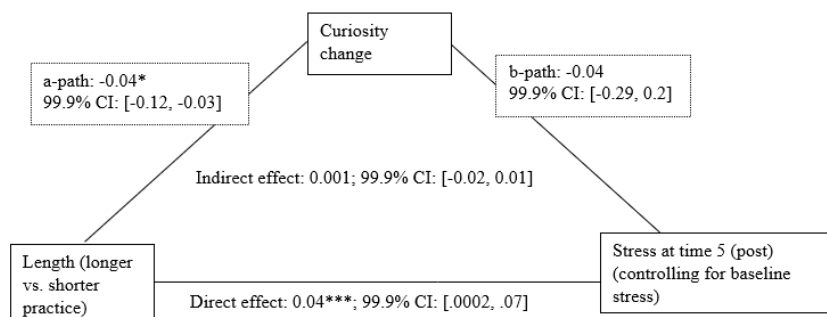 Curiosity
change
a-path: -0.04*
99.9% CI: [-0.12, -0.03]
b-path: -0.04
99.9% CI: [-0.29, 0.2]
Indirect effect: 0.001; 99.9% CI: [-0.02, 0.01]
Length (longer
vs. shorter
practice)
Stress at time 5 (post)
(controlling for baseline
stress)
Direct effect: 0.04***; 99.9% CI: [.0002, .07]